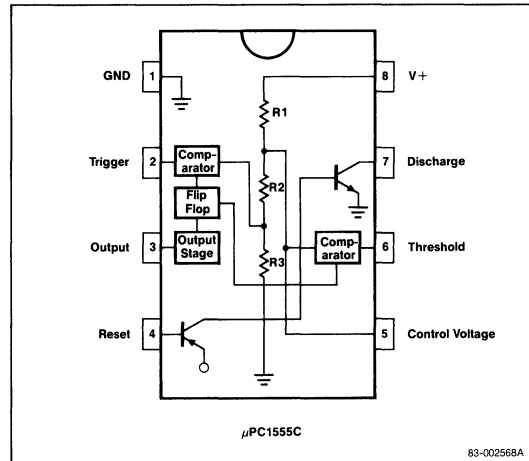 GND 1 8 V+
R1
Trigger 2 Comp-
arator 7 Discharge
R2
Flip
Flop
Output 3 Output
Stage R3 Comp-
arator 6 Threshold
Reset 4 5 Control Voltage
μPC1555C
83-002568A